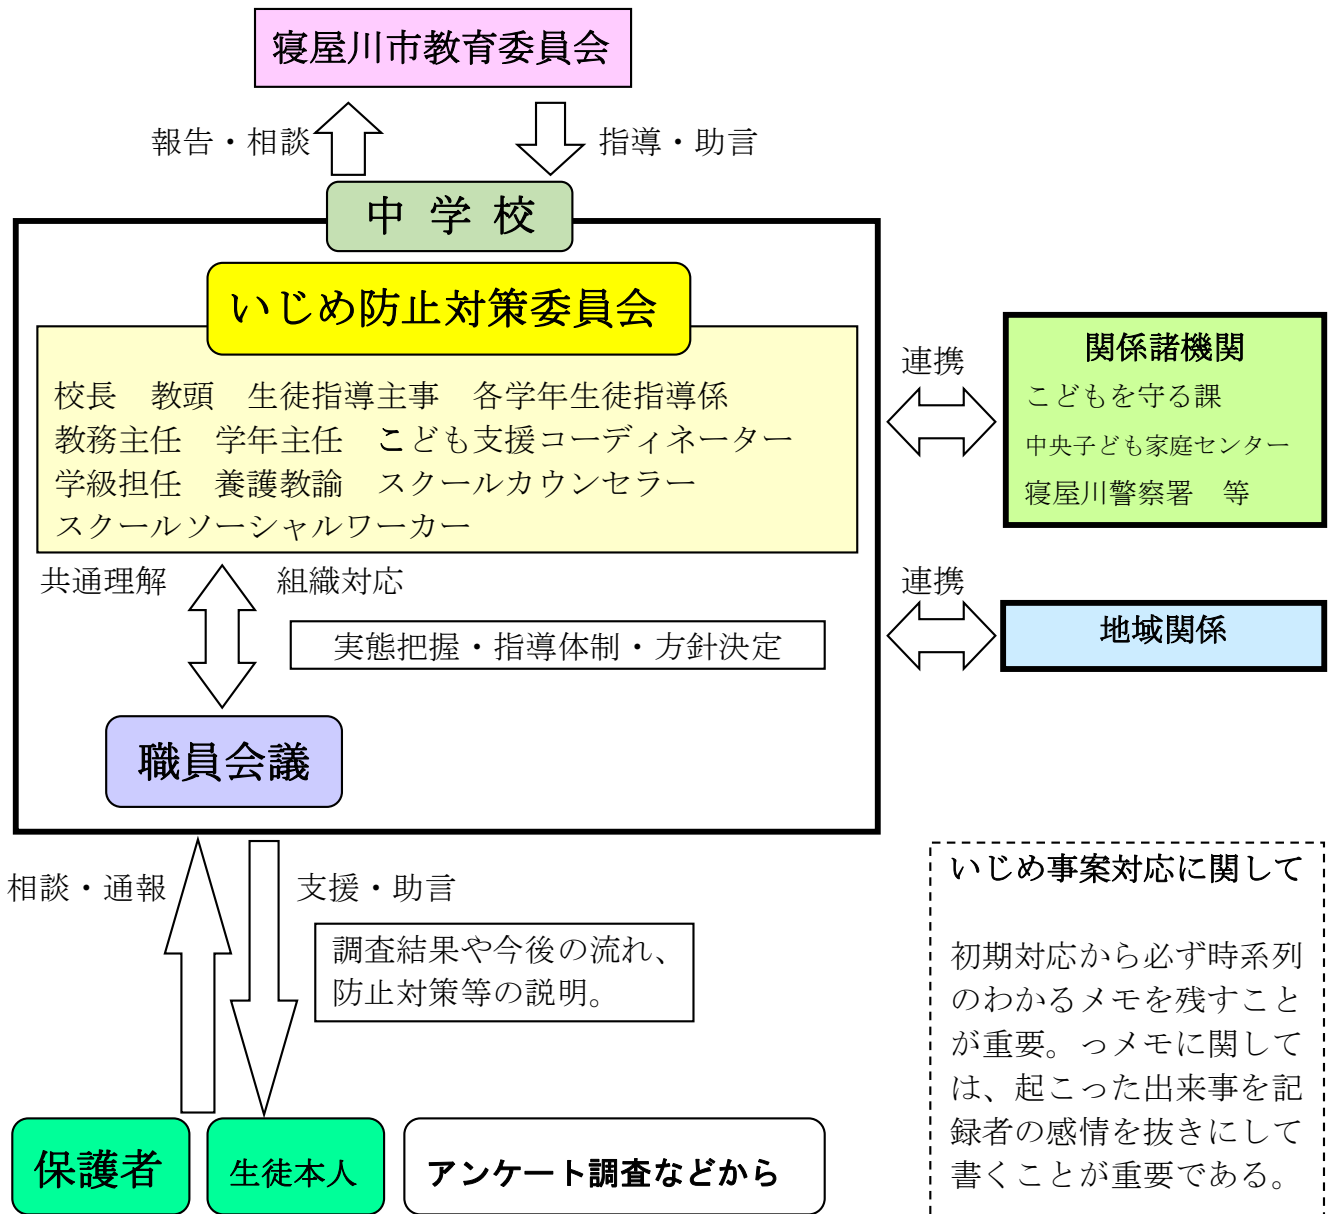 寝屋川市教育委員会
報告・相談
指導・助言
中 学 校
いじめ防止対策委員会
校長　教頭　生徒指導主事　各学年生徒指導係
教務主任　学年主任　こども支援コーディネーター
学級担任　養護教諭　スクールカウンセラー
スクールソーシャルワーカー
共通理解
組織対応
実態把握・指導体制・方針決定
職員会議
連携
関係諸機関
こどもを守る課
中央子ども家庭センター
寝屋川警察署　等
連携
地域関係
相談・通報
支援・助言
調査結果や今後の流れ、
防止対策等の説明。
保護者
生徒本人
アンケート調査などから
いじめ事案対応に関して
初期対応から必ず時系列
のわかるメモを残すこと
が重要。っメモに関して
は、起こった出来事を記
録者の感情を抜きにして
書くことが重要である。